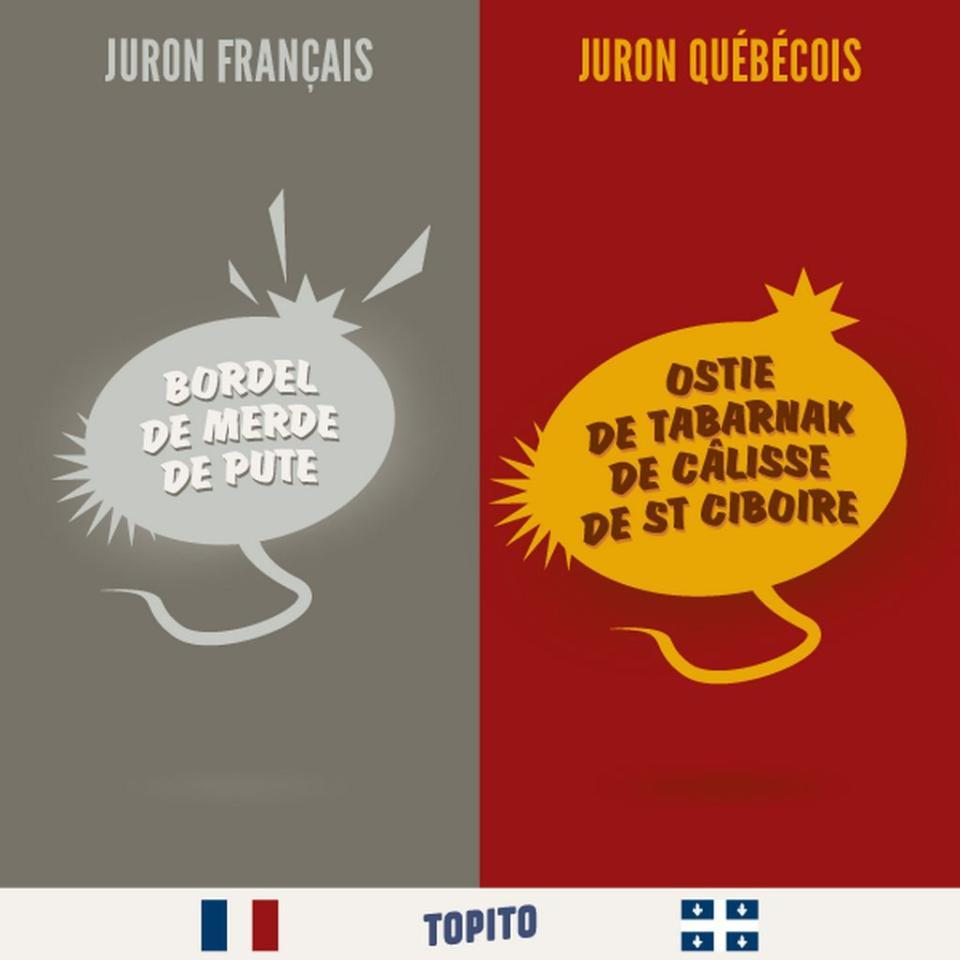 JURON FRANÇAIS
BORDEL
DE MERDE
DE PUTE
JURON QUÉBÉCOIS
OSTIE
DE TABARNAK
DE CÂLISSE
DE ST CIBOIRE
TOPITO